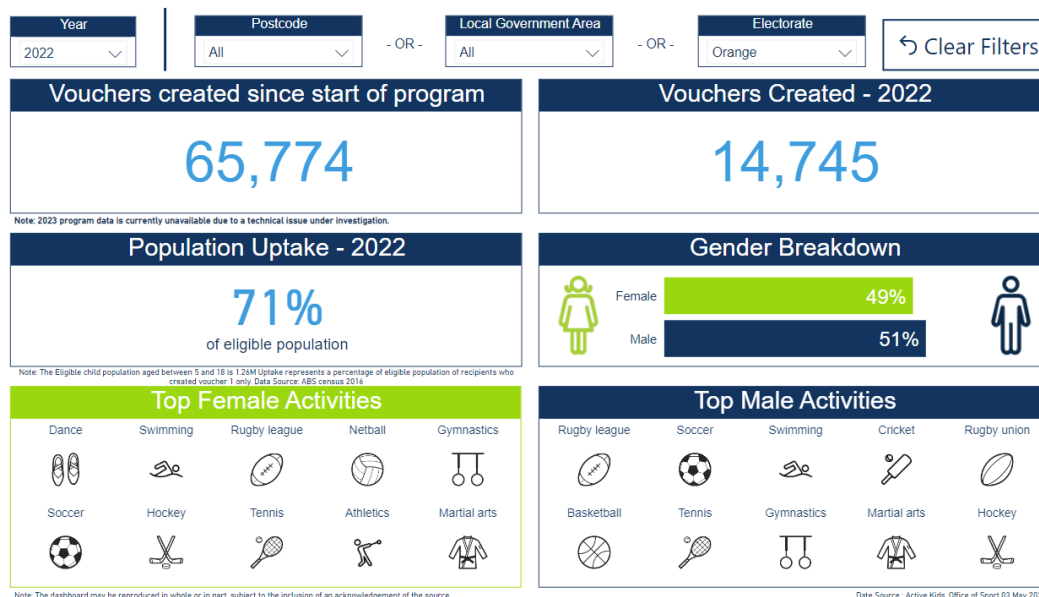 Year
2022
Postcode
All
- OR -
Local Government Area
All
- OR -
Electorate
Orange
Clear Filters
Vouchers created since start of program
65,774
Note: 2023 program data is currently unavailable due to a technical issue under investigation.
Vouchers Created - 2022
14,745
Population Uptake - 2022
71%
of eligible population
Note: The Eligible child population aged between 5 and 18 is 1.26M Uptake represents a percentage of eligible population of recipients who
created voucher 1 only. Data Source: ABS census 2016
Gender Breakdown
Female 49%
Male 51%
Top Female Activities
Dance Swimming Rugby league Netball Gymnastics
Soccer Hockey Tennis Athletics Martial arts
Top Male Activities
Rugby league Soccer Swimming Cricket Rugby union
Basketball Tennis Gymnastics Martial arts Hockey
Note: The dashboard may be reproduced in whole or in part, subject to the inclusion of an acknowledgement of the source.
Data Source : Active Kids, Office of Sport 03 May